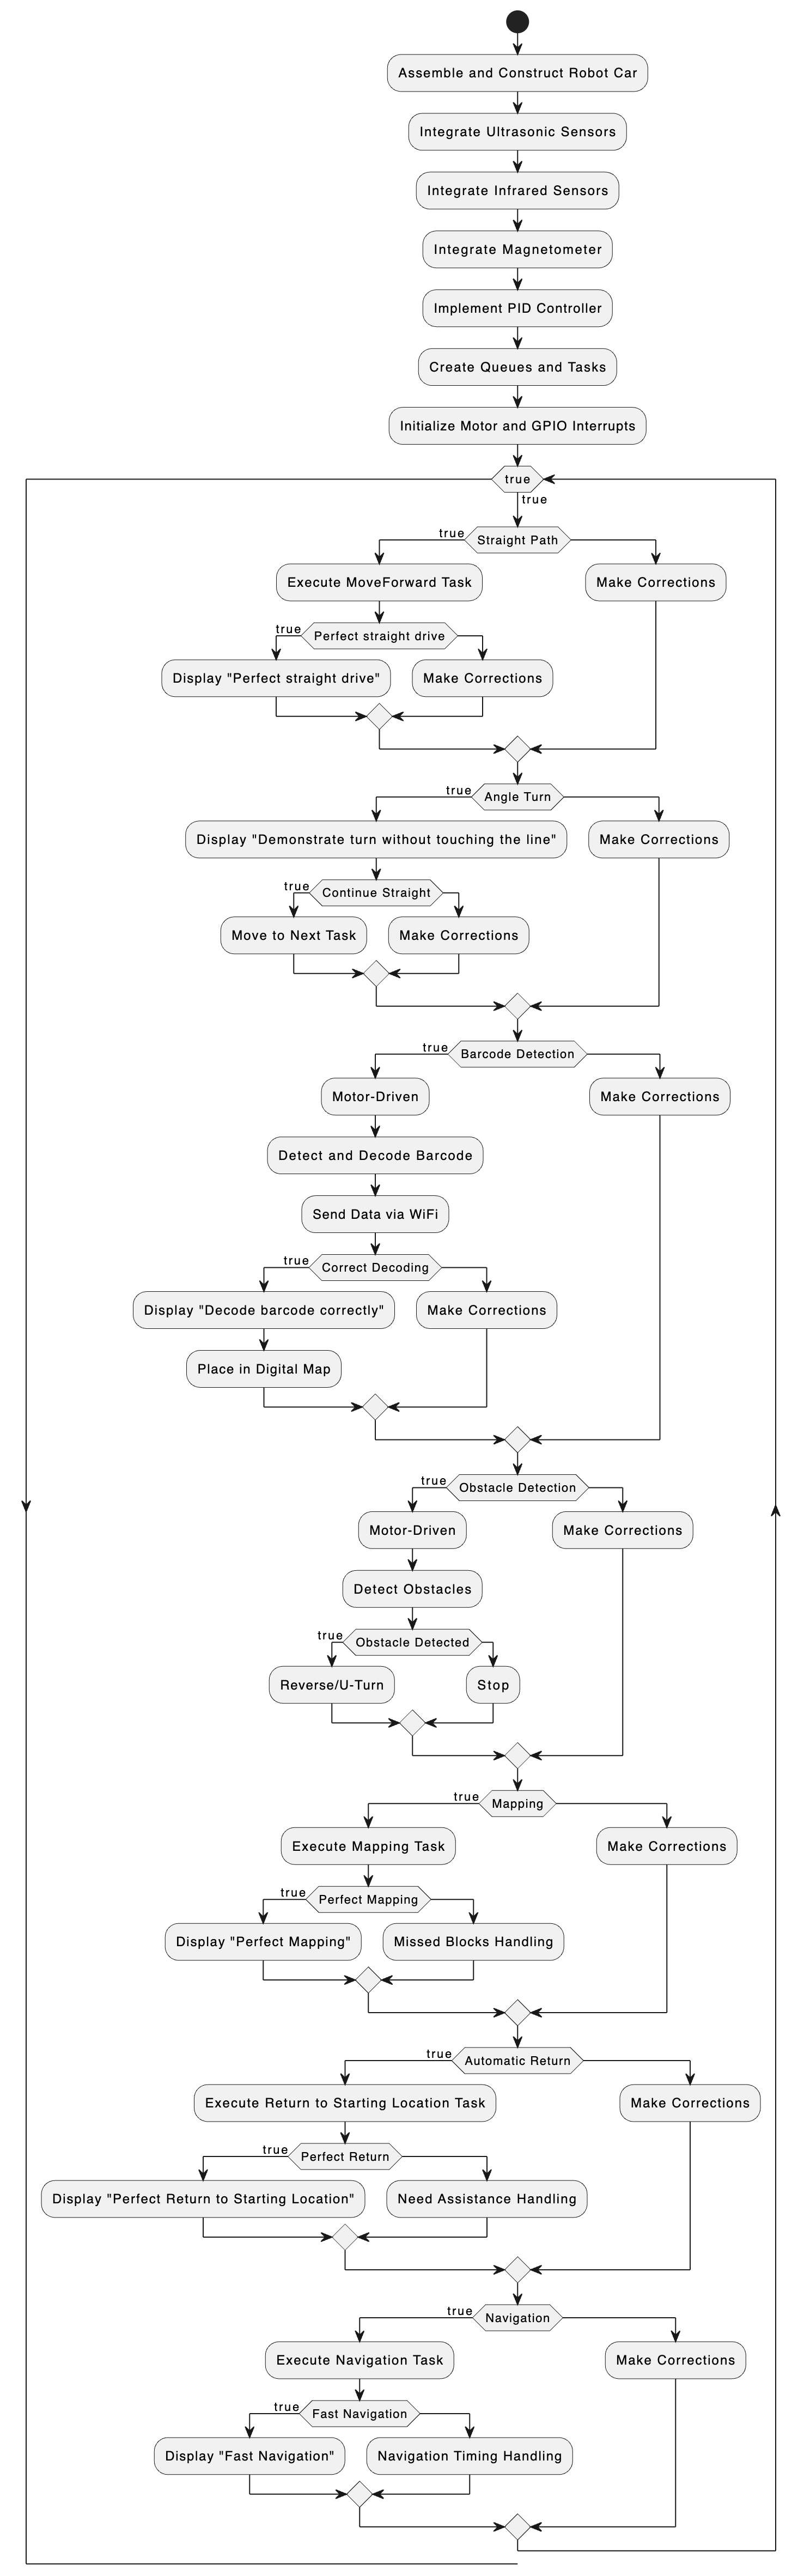 Assemble and Construct Robot Car
Integrate Ultrasonic Sensors
Integrate Infrared Sensors
Integrate Magnetometer
Implement PID Controller
Create Queues and Tasks
Initialize Motor and GPIO Interrupts
true
true
true
Straight Path
Execute MoveForward Task
Make Corrections
true
Perfect straight drive
Display "Perfect straight drive"
Make Corrections
true
Angle Turn
Display "Demonstrate turn without touching the line"
Make Corrections
true
Continue Straight
Move to Next Task
Make Corrections
true
Barcode Detection
Motor-Driven
Make Corrections
Detect and Decode Barcode
Send Data via WiFi
true
Correct Decoding
Display "Decode barcode correctly"
Make Corrections
Place in Digital Map
true
Obstacle Detection
Motor-Driven
Make Corrections
Detect Obstacles
true
Obstacle Detected
Reverse/U-Turn
Stop
true
Mapping
Execute Mapping Task
Make Corrections
true
Perfect Mapping
Display "Perfect Mapping"
Missed Blocks Handling
true
Automatic Return
Execute Return to Starting Location Task
Make Corrections
true
Perfect Return
Display "Perfect Return to Starting Location"
Need Assistance Handling
true
Navigation
Execute Navigation Task
Make Corrections
true
Fast Navigation
Display "Fast Navigation"
Navigation Timing Handling